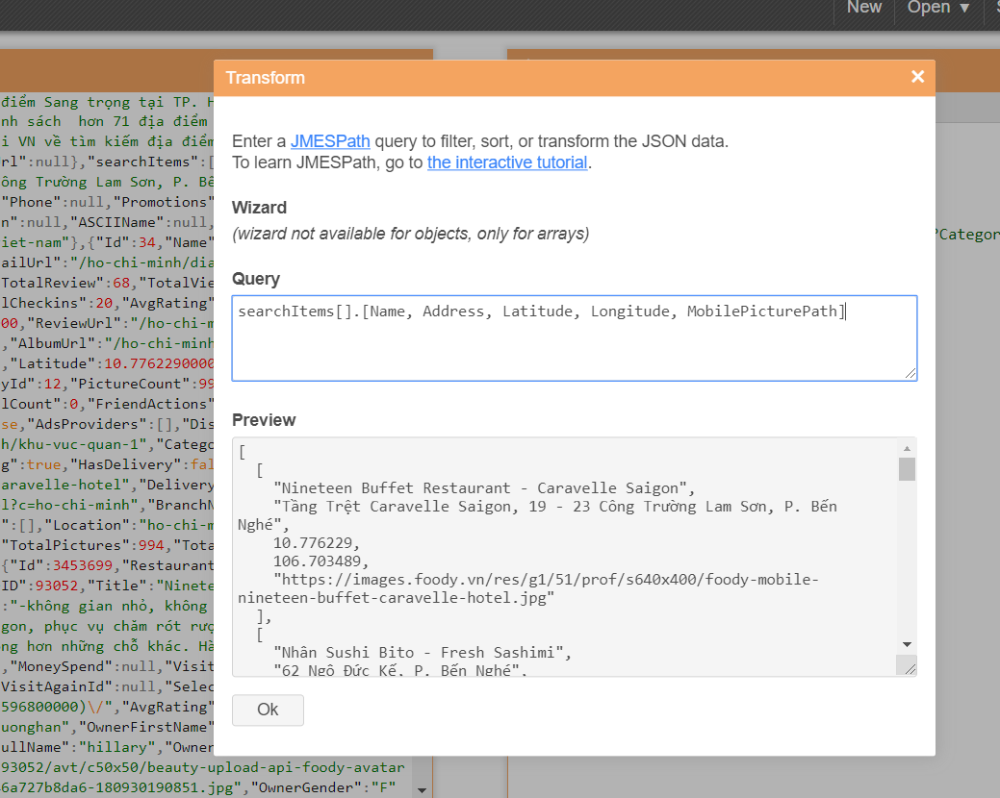 New
Open ▼
Transform ×
Enter a JMESPath query to filter, sort, or transform the JSON data.
To learn JMESPath, go to the interactive tutorial.
Wizard
(wizard not available for objects, only for arrays)
Query
searchItems[].[Name, Address, Latitude, Longitude, MobilePicturePath]
Preview
[
[
"Nineteen Buffet Restaurant - Caravelle Saigon",
"Tầng Trệt Caravelle Saigon, 19 - 23 Công Trường Lam Sơn, P. Bến
Nghé",
10.776229,
106.703489,
"https://images.foody.vn/res/g1/51/prof/s640x400/foody-mobile-
nineteen-buffet-caravelle-hotel.jpg"
],
[
"Nhân Sushi Bito - Fresh Sashimi",
"62 Ngô Đức Kế, P. Bến Nghé",
Ok
điểm Sang trọng tại TP. H
nh sách  hơn 71 địa điểm
i VN về tìm kiếm địa điểm
rl":null},"searchItems":[
ông Trường Lam Sơn, P. Bế
"Phone":null,"Promotions"
n":null,"ASCIIName":null,
iet-nam"},{"Id":34,"Name"
ailUrl":"/ho-chi-minh/dia
TotalReview":68,"TotalVie
lCheckins":20,"AvgRating"
00,"ReviewUrl":"/ho-chi-m
,"AlbumUrl":"/ho-chi-minh
,"Latitude":10.7762290000
yId":12,"PictureCount":99
lCount":0,"FriendActions"
se,"AdsProviders":[],"Dis
h/khu-vuc-quan-1","Catego
g":true,"HasDelivery":fal
aravelle-hotel","Delivery
l?c=ho-chi-minh","BranchN
":[],"Location":"ho-chi-m
"TotalPictures":994,"Tota
{"Id":3453699,"Restaurant
ID":93052,"Title":"Ninete
:"-không gian nhỏ, không
gon, phục vụ chăm rót rượ
ng hơn những chỗ khác. Hà
,"MoneySpend":null,"Visit
VisitAgainId":null,"Selec
596800000)\/","AvgRating"
uonghan","OwnerFirstName"
ullName":"hillary","Owner
93052/avt/c50x50/beauty-upload-api-foody-avatar
6a727b8da6-180930190851.jpg","OwnerGender":"F"
?Categor